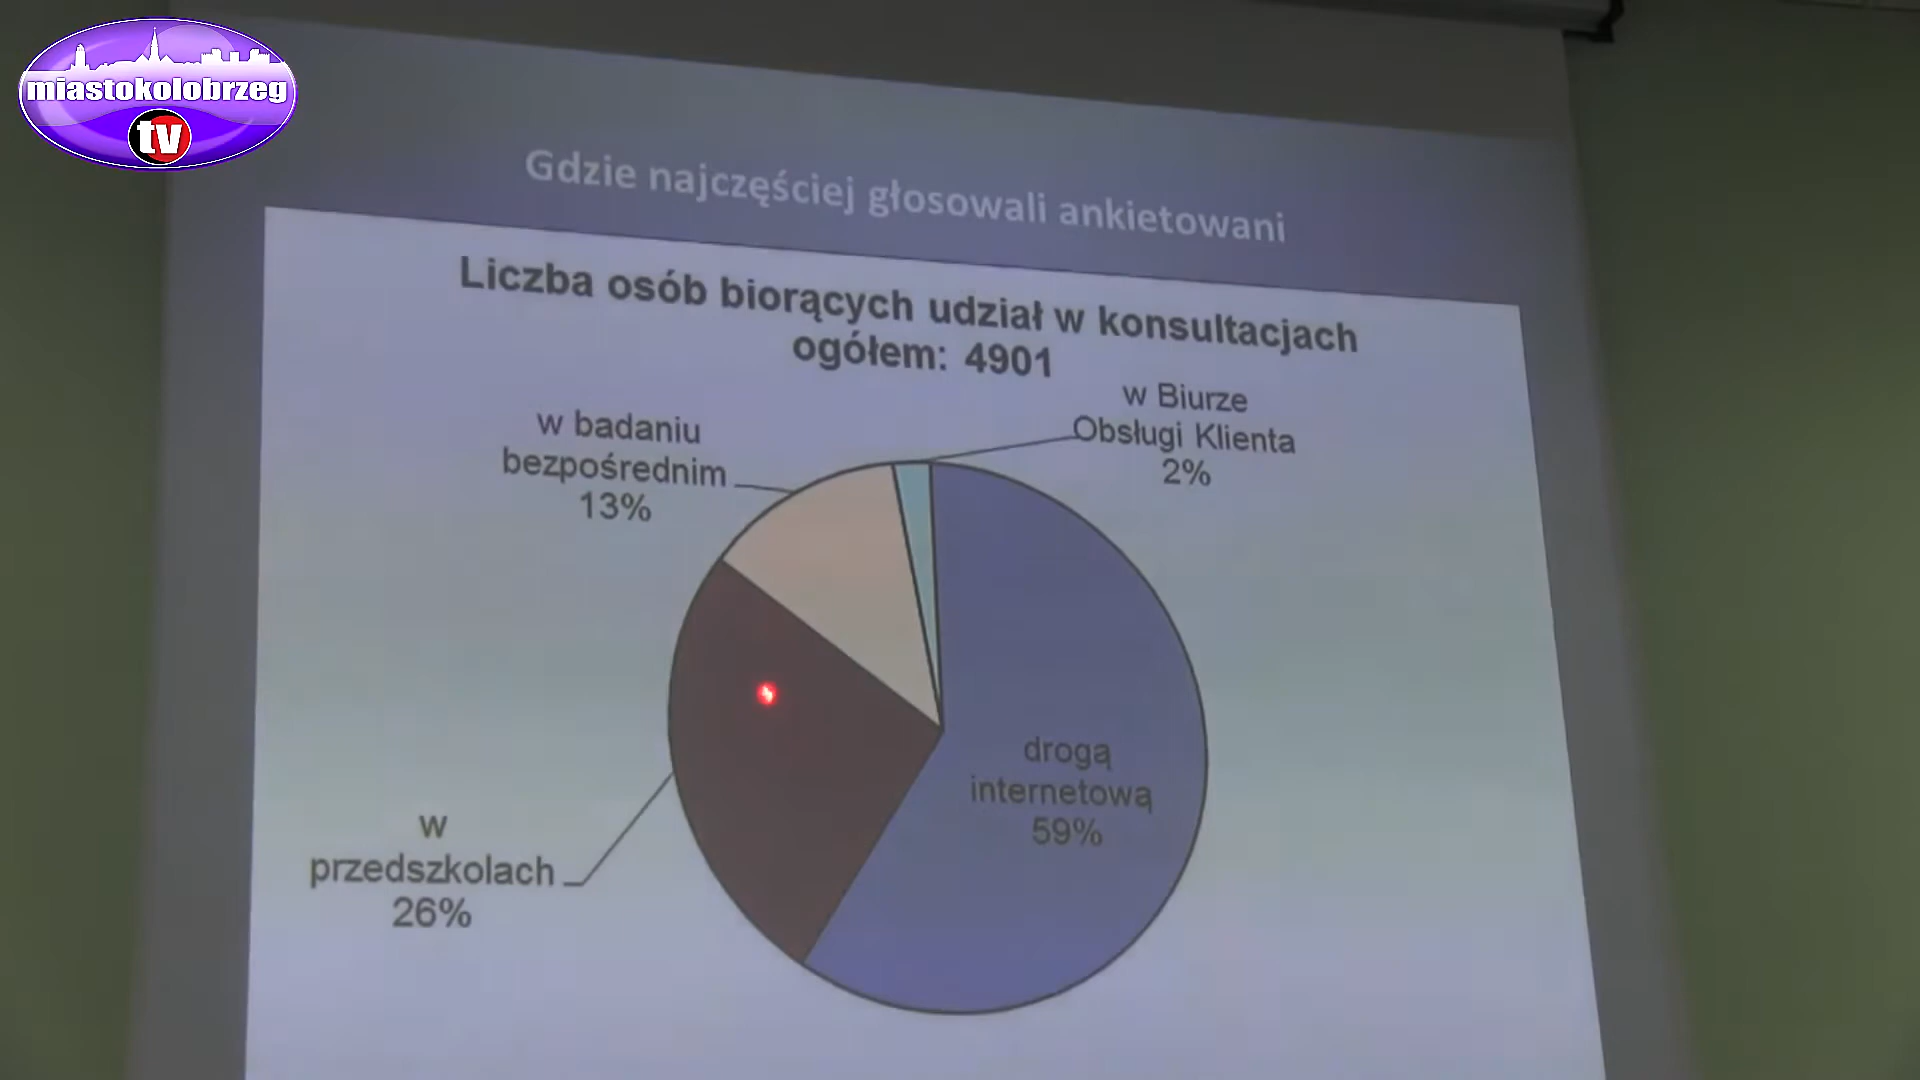 miastokolobrzeg
tv
Gdzie najczęściej głosowali ankietowani
Liczba osób biorących udział w konsultacjach
ogółem: 4901
w badaniu
bezpośrednim
13%
w Biurze
Obsługi Klienta
2%
drogą
internetową
59%
w
przedszkolach
26%